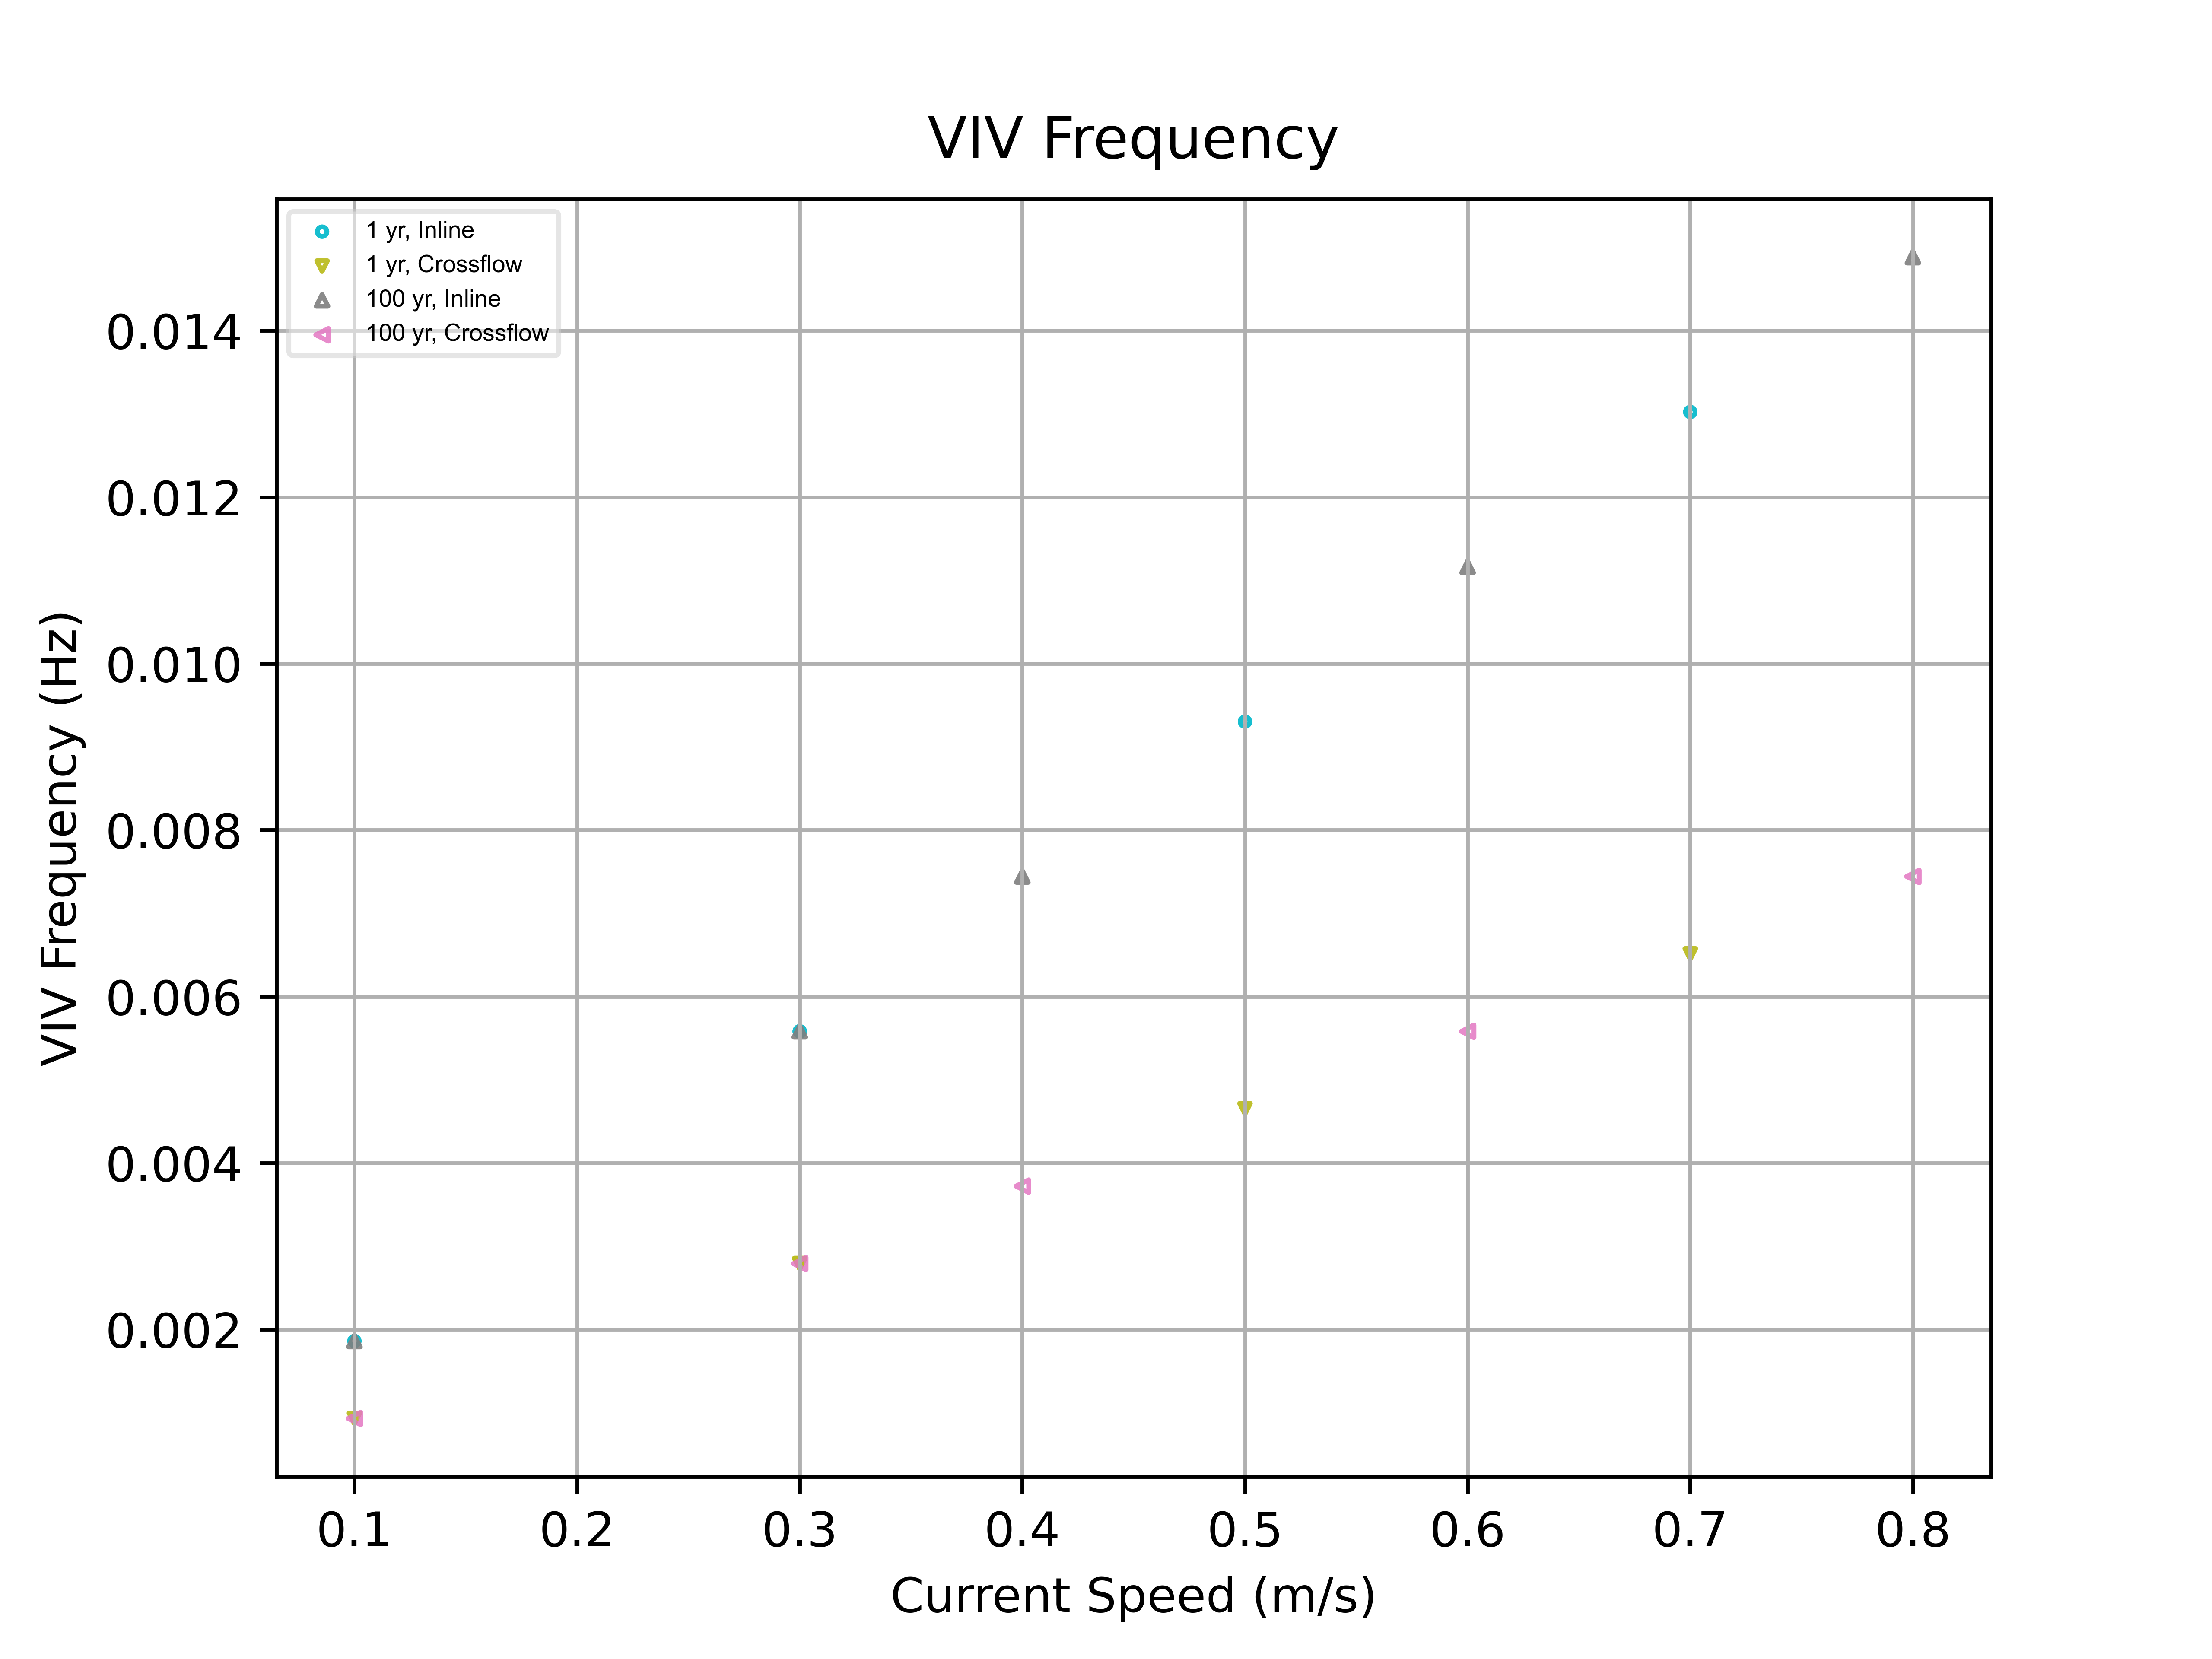 VIV Frequency
1 yr, Inline
1 yr, Crossflow
100 yr, Inline
100 yr, Crossflow
0.014
0.012
0.010
0.008
0.006
0.004
0.002
VIV Frequency (Hz)
0.1 0.2 0.3 0.4 0.5 0.6 0.7 0.8
Current Speed (m/s)